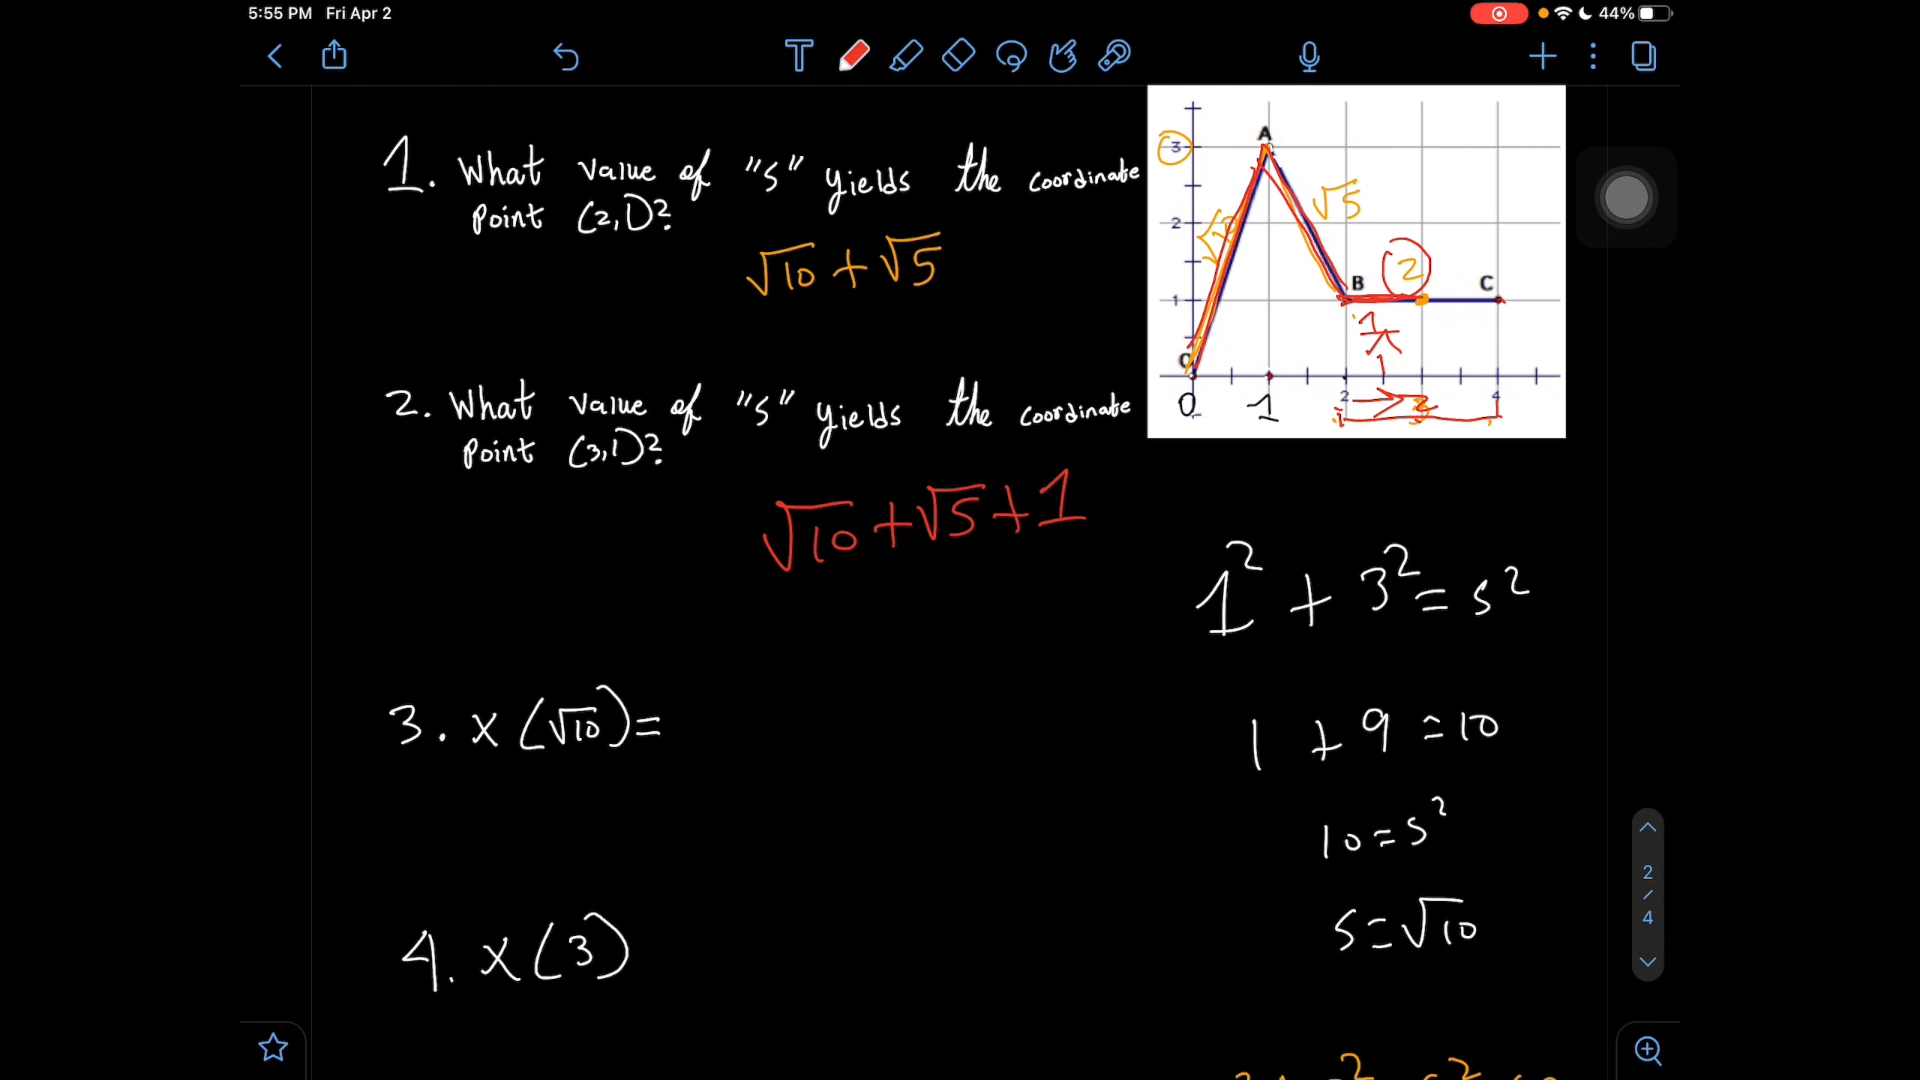 5:55 PM Fri Apr 2
44%
1. What value of "s" yields the coordinate
point (2,1)?
√10 + √5
2. What value of "s" yields the coordinate
point (3,1)?
√10 + √5 + 1
3. x(√10) =
4. x(3)
A
3
√5
2
2
B
C
1
0
1
2
4
1² + 3² = s²
1 + 9 = 10
10 = s²
s = √10
2
/
4